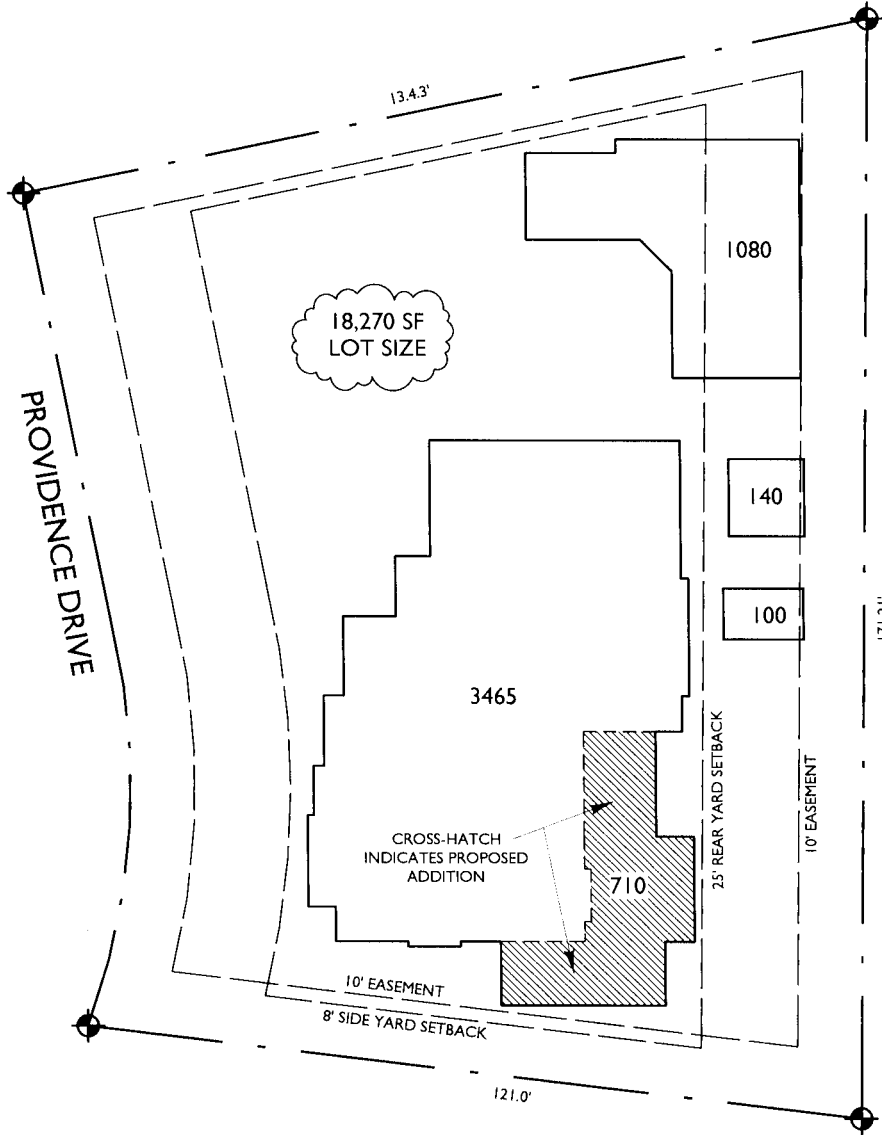 13.4.3'
1080
18,270 SF
LOT SIZE
PROVIDENCE DRIVE
140
100
3465
25' REAR YARD SETBACK
10' EASEMENT
CROSS-HATCH
INDICATES PROPOSED
ADDITION
710
10' EASEMENT
8' SIDE YARD SETBACK
121.0'